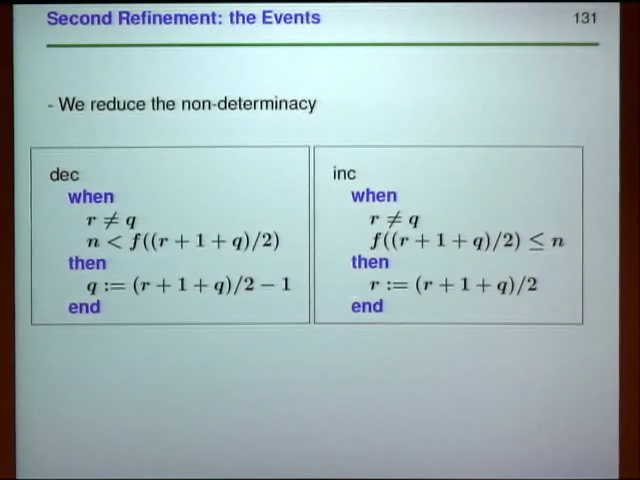 Second Refinement: the Events
131
- We reduce the non-determinacy
dec
when
r ≠ q
n < f((r + 1 + q)/2)
then
q := (r + 1 + q)/2 − 1
end
inc
when
r ≠ q
f((r + 1 + q)/2) ≤ n
then
r := (r + 1 + q)/2
end